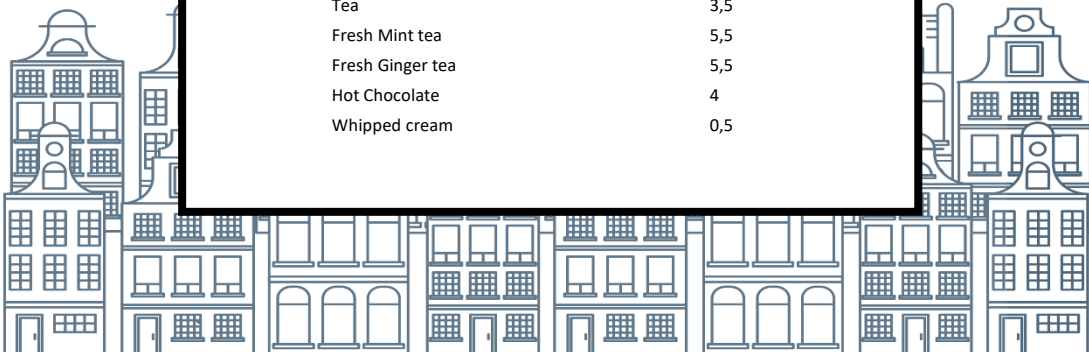 Tea 3,5
Fresh Mint tea 5,5
Fresh Ginger tea 5,5
Hot Chocolate 4
Whipped cream 0,5